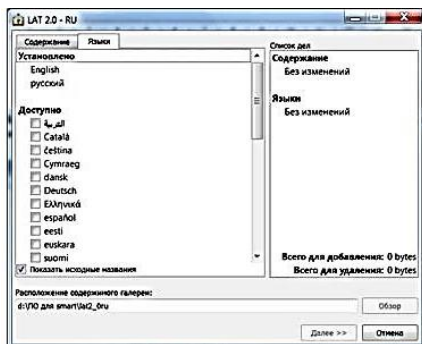 LAT 2.0 - RU
Содержание
Языки
Установлено
English
русский
Доступно
العربية
Català
čeština
Cymraeg
dansk
Deutsch
Ελληνικά
español
eesti
euskara
suomi
Показать исходные названия
Список дел
Содержание
Без изменений
Языки
Без изменений
Всего для добавления: 0 bytes
Всего для удаления: 0 bytes
Расположение содержимого галереи:
d:\ПО для smart\lat2_0ru
Обзор
Далее >>
Отмена